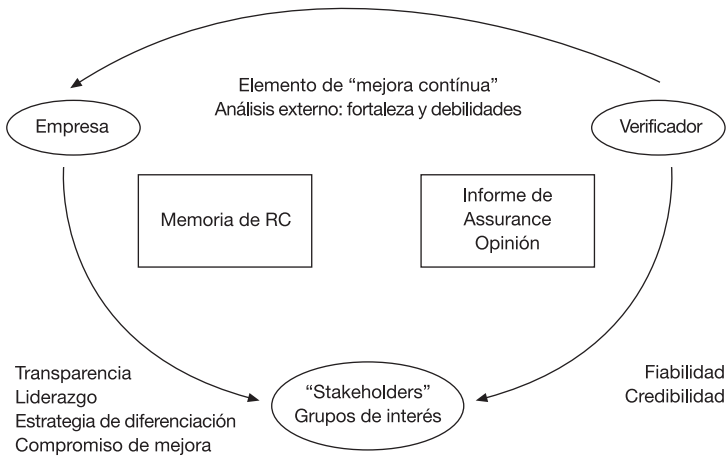 Elemento de “mejora contínua”
Análisis externo: fortaleza y debilidades
Empresa
Verificador
Memoria de RC
Informe de
Assurance
Opinión
Transparencia
Liderazgo
Estrategia de diferenciación
Compromiso de mejora
“Stakeholders”
Grupos de interés
Fiabilidad
Credibilidad